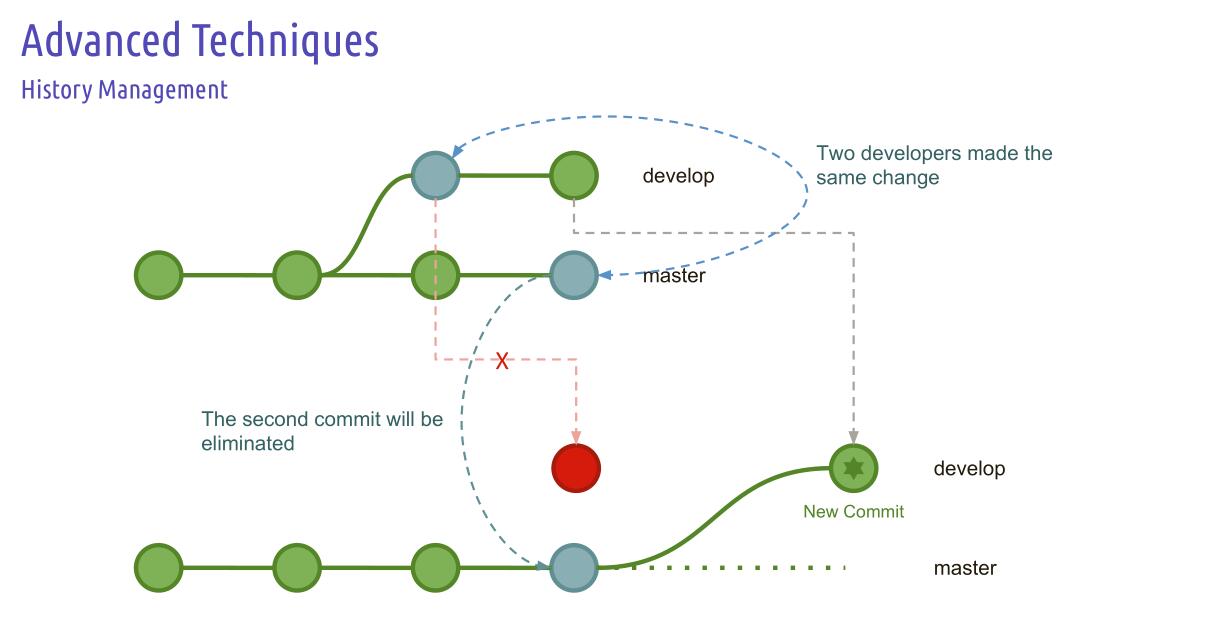 Advanced Techniques
History Management
Two developers made the
same change
develop
master
X
The second commit will be
eliminated
develop
New Commit
master